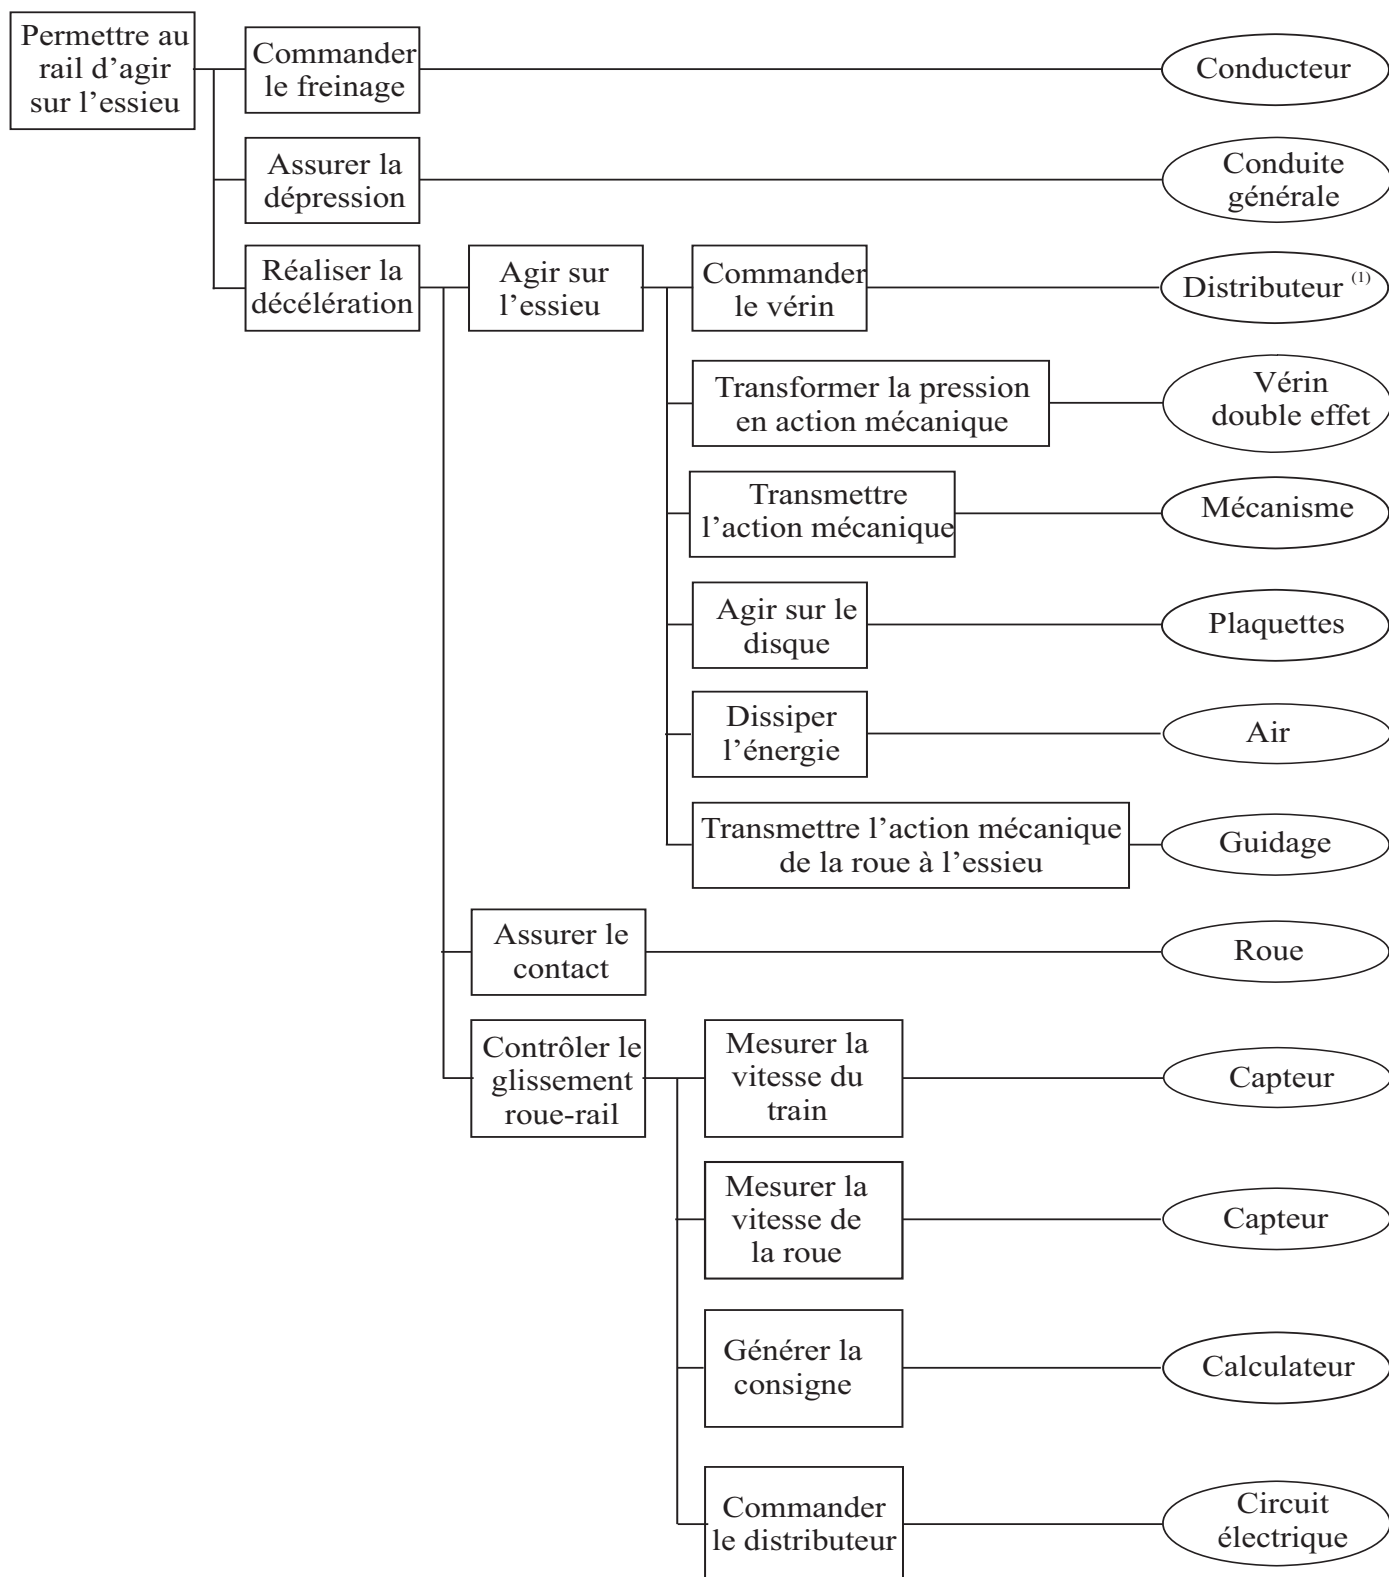 Permettre au
rail d’agir
sur l’essieu
Commander
le freinage
Conducteur
Assurer la
dépression
Conduite
générale
Réaliser la
décélération
Agir sur
l’essieu
Commander
le vérin
Distributeur (1)
Transformer la pression
en action mécanique
Vérin
double effet
Transmettre
l’action mécanique
Mécanisme
Agir sur le
disque
Plaquettes
Dissiper
l’énergie
Air
Transmettre l’action mécanique
de la roue à l’essieu
Guidage
Assurer le
contact
Roue
Contrôler le
glissement
roue-rail
Mesurer la
vitesse du
train
Capteur
Mesurer la
vitesse de
la roue
Capteur
Générer la
consigne
Calculateur
Commander
le distributeur
Circuit
électrique